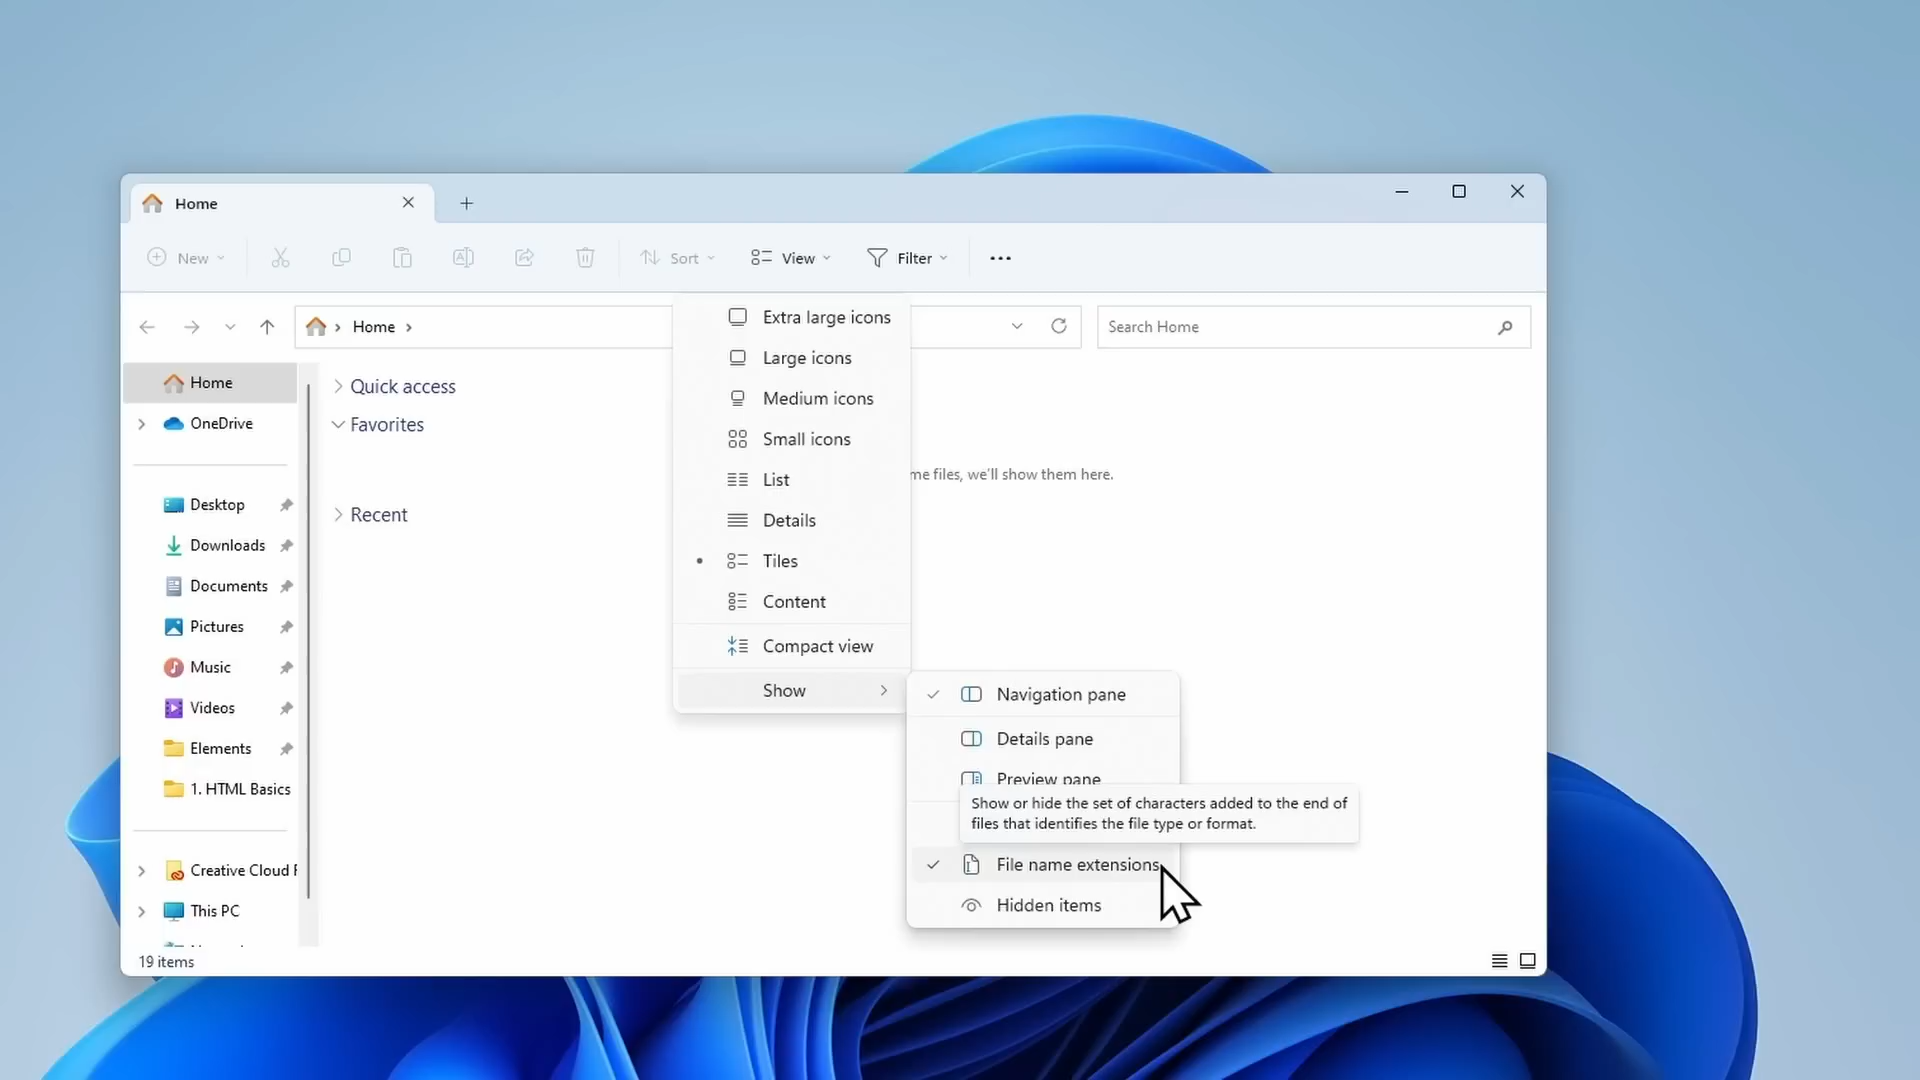 Home
New
Sort
View
Filter
Home
Search Home
Extra large icons
Large icons
Medium icons
Small icons
List
Details
Tiles
Content
Compact view
Show
Navigation pane
Details pane
Preview pane
Show or hide the set of characters added to the end of
files that identifies the file type or format.
File name extensions
Hidden items
Home
OneDrive
Desktop
Downloads
Documents
Pictures
Music
Videos
Elements
1. HTML Basics
Creative Cloud F
This PC
Quick access
Favorites
files, we'll show them here.
Recent
19 items